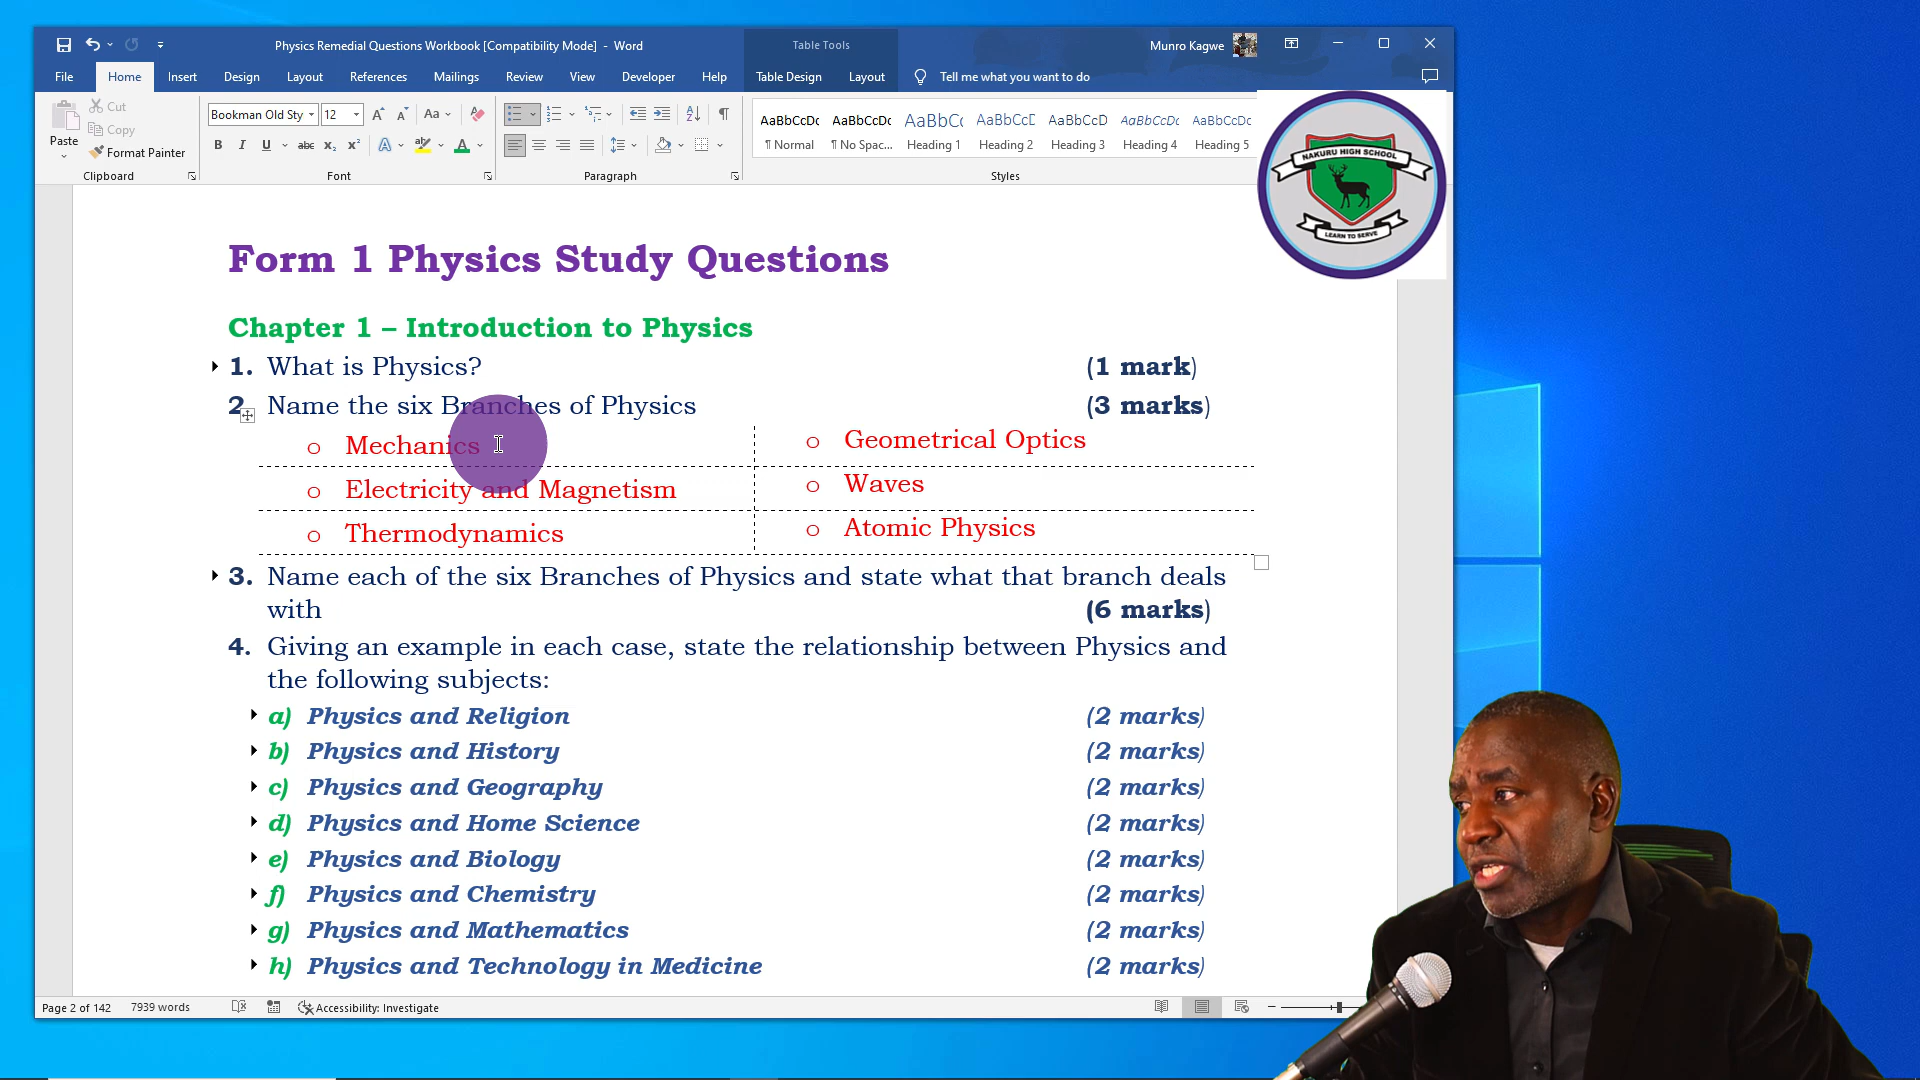 Physics Remedial Questions Workbook [Compatibility Mode] - Word
Table Tools
Munro Kagwe
File Home Insert Design Layout References Mailings Review View Developer Help Table Design Layout Tell me what you want to do
Paste
Cut
Copy
Format Painter
Clipboard
Bookman Old Sty 12
Font
Paragraph
AaBbCcDc AaBbCcDc AaBbC( AaBbCcE AaBbCcD AaBbCcDc AaBbCcDc
¶ Normal ¶ No Spac... Heading 1 Heading 2 Heading 3 Heading 4 Heading 5
Styles
NAKURU HIGH SCHOOL
LEARN TO SERVE
Form 1 Physics Study Questions
Chapter 1 – Introduction to Physics
1. What is Physics? (1 mark)
2. Name the six Branches of Physics (3 marks)
o Mechanics
o Geometrical Optics
o Electricity and Magnetism
o Waves
o Thermodynamics
o Atomic Physics
3. Name each of the six Branches of Physics and state what that branch deals
with (6 marks)
4. Giving an example in each case, state the relationship between Physics and
the following subjects:
a) Physics and Religion (2 marks)
b) Physics and History (2 marks)
c) Physics and Geography (2 marks)
d) Physics and Home Science (2 marks)
e) Physics and Biology (2 marks)
f) Physics and Chemistry (2 marks)
g) Physics and Mathematics (2 marks)
h) Physics and Technology in Medicine (2 marks)
Page 2 of 142 7939 words Accessibility: Investigate